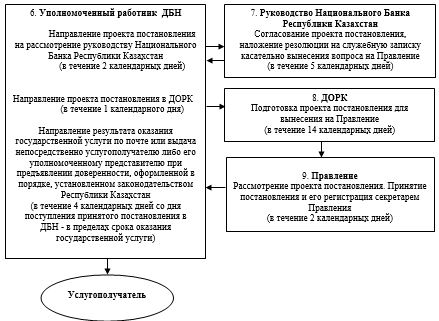 6. Уполномоченный работник ДБН
Направление проекта постановления
на рассмотрение руководству Национального
Банка Республики Казахстан
(в течение 2 календарных дней)
Направление проекта постановления в ДОРК
(в течение 1 календарного дня)
Направление результата оказания
государственной услуги по почте или выдача
непосредственно услугополучателю либо его
уполномоченному представителю при
предъявлении доверенности, оформленной в
порядке, установленном законодательством
Республики Казахстан
(в течение 4 календарных дней со дня
поступления принятого постановления в
ДБН - в пределах срока оказания
государственной услуги)
7. Руководство Национального Банка
Республики Казахстан
Согласование проекта постановления,
наложение резолюции на служебную записку
касательно вынесения вопроса на Правление
(в течение 5 календарных дней)
8. ДОРК
Подготовка проекта постановления для
вынесения на Правление
(в течение 14 календарных дней)
9. Правление
Рассмотрение проекта постановления. Принятие
постановления и его регистрация секретарем
Правления
(в течение 2 календарных дней)
Услугополучатель